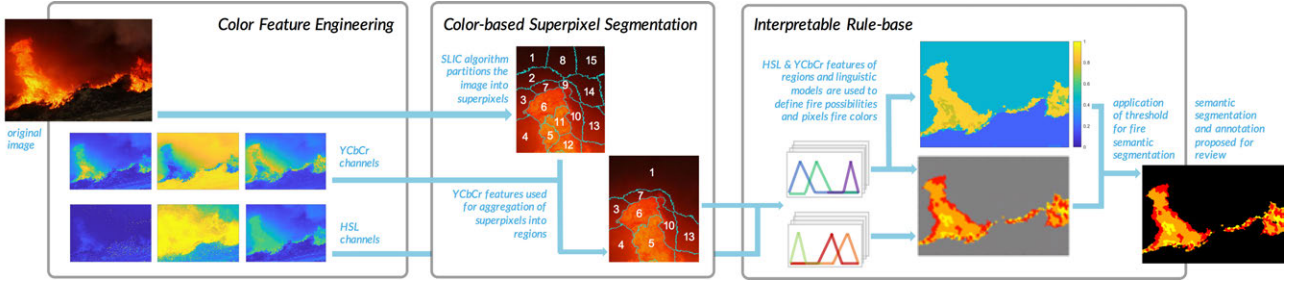 Color Feature Engineering
original
image
YCbCr
channels
HSL
channels
Color-based Superpixel Segmentation
SLIC algorithm
partitions the
image into
superpixels
1
8
15
2
7
9
14
3
6
10
11
13
4
5
12
YCbCr features used
for aggregation of
superpixels into
regions
1
7
3
6
10
4
5
13
Interpretable Rule-base
HSL & YCbCr features of
regions and linguistic
models are used to
define fire possibilities
and pixels fire colors
1
0.8
0.6
0.4
0.2
0
application
of threshold
for fire
semantic
segmentation
semantic
segmentation
and annotation
proposed for
review